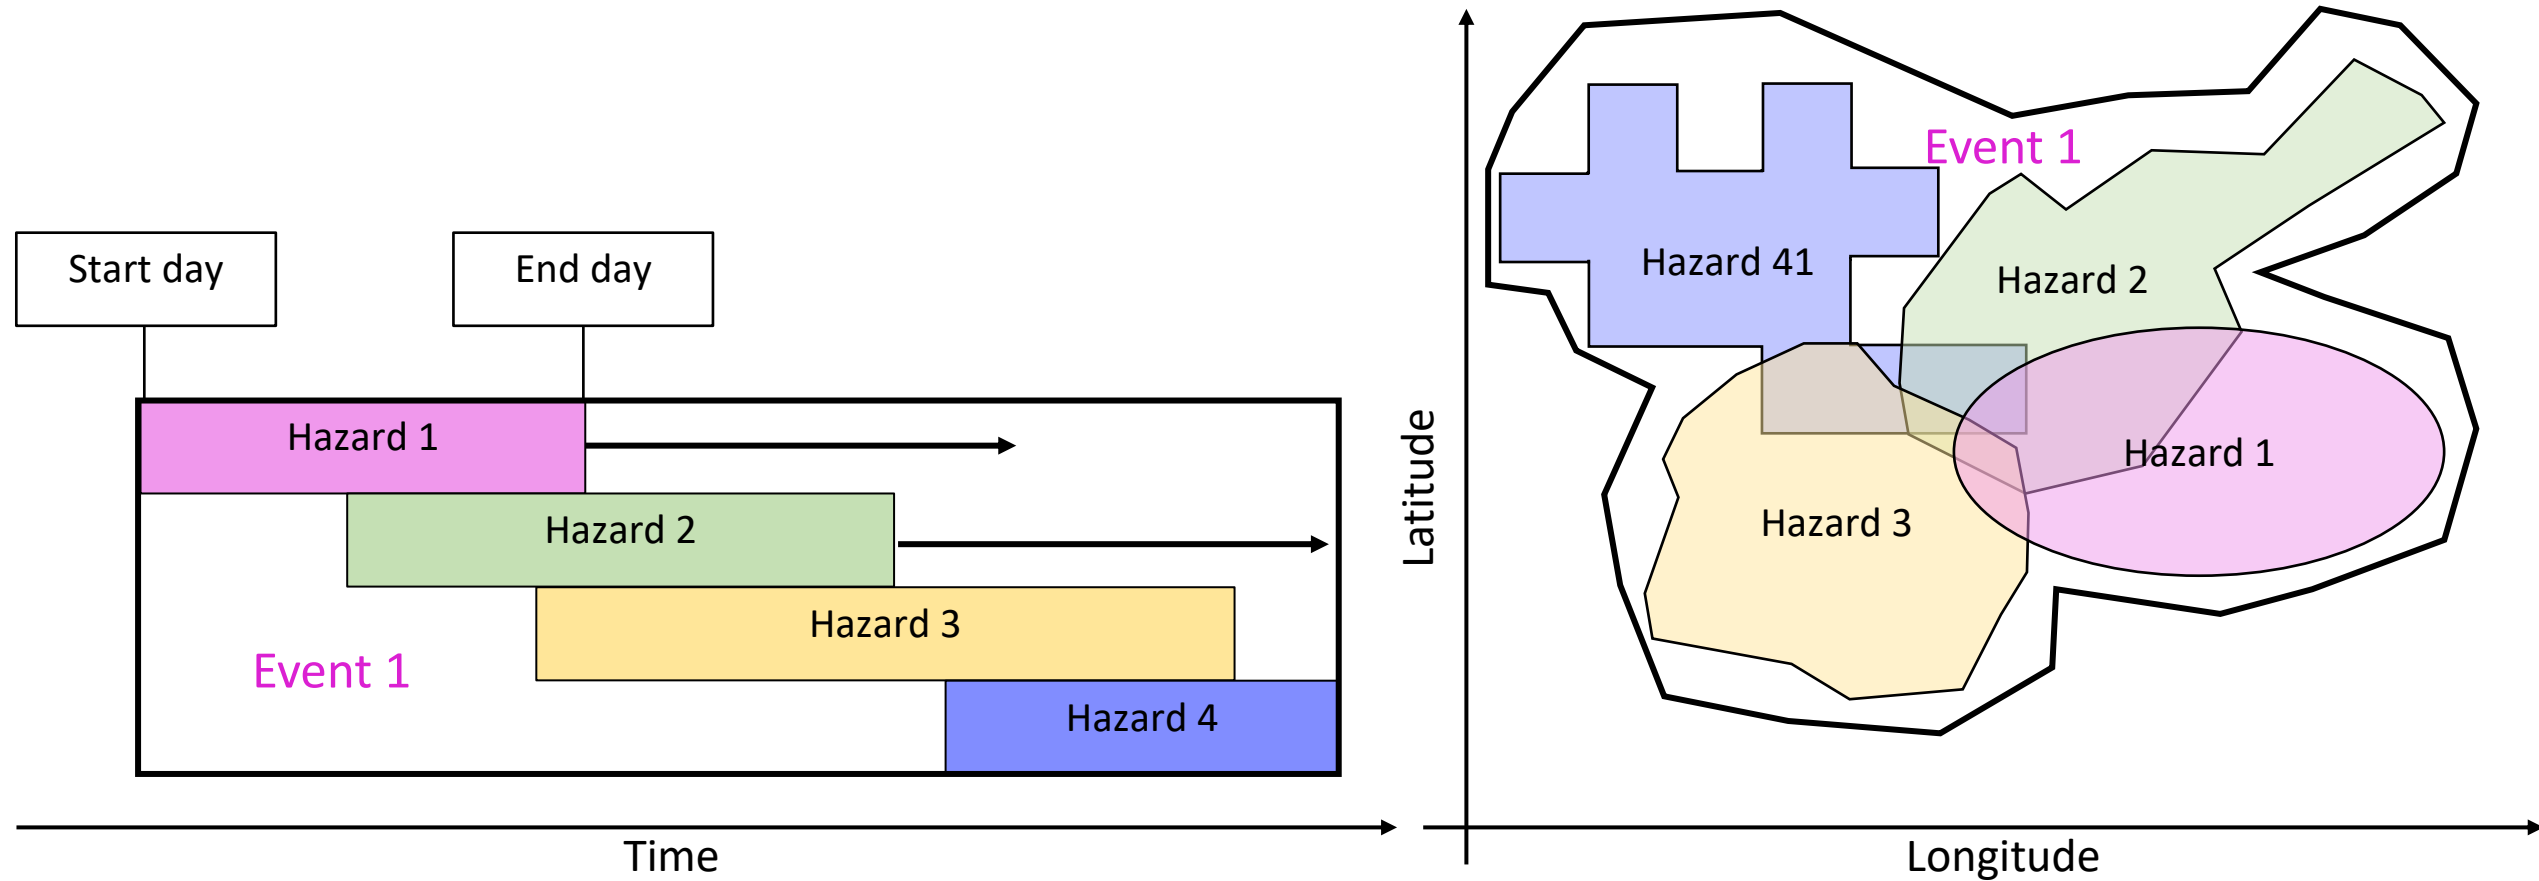 Start day
End day
Hazard 1
Hazard 2
Hazard 3
Event 1
Hazard 4
Time
Event 1
Hazard 41
Hazard 2
Hazard 1
Hazard 3
Latitude
Longitude